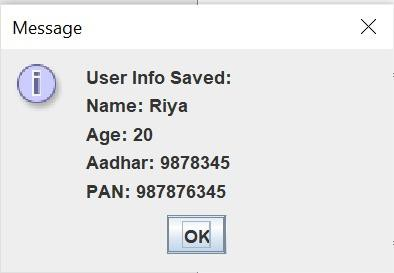 Message
User Info Saved:
Name: Riya
Age: 20
Aadhar: 9878345
PAN: 987876345
OK